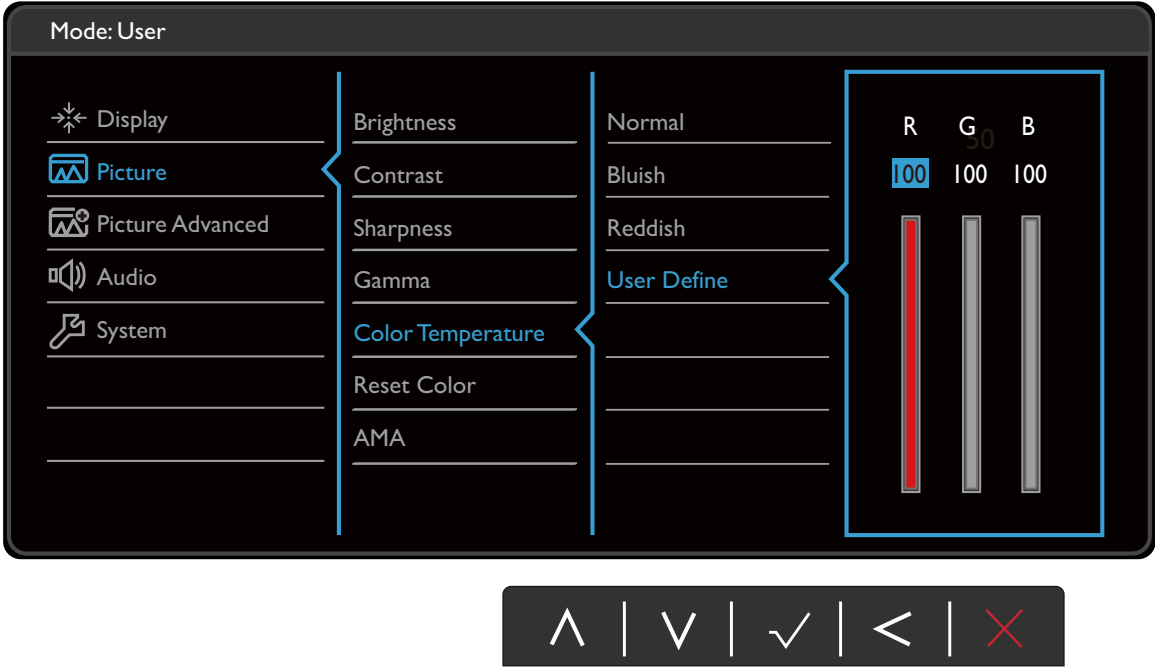 Mode: User
Display
Picture
Picture Advanced
Audio
System
Brightness
Contrast
Sharpness
Gamma
Color Temperature
Reset Color
AMA
Normal
Bluish
Reddish
User Define
R G B
50
100 100 100